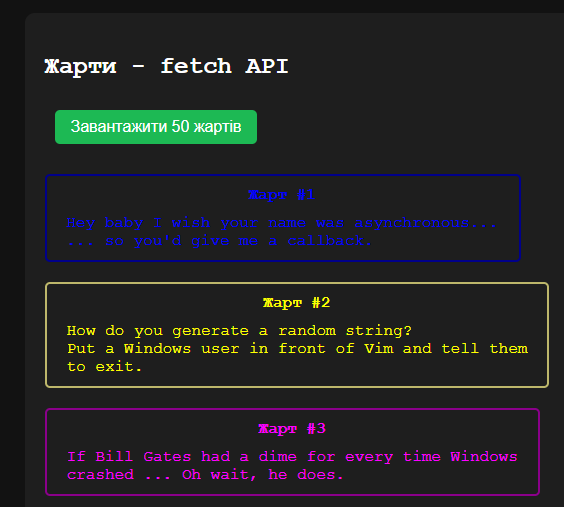 Жарти - fetch API
Завантажити 50 жартів
Жарт #1
Hey baby I wish your name was asynchronous...
... so you'd give me a callback.
Жарт #2
How do you generate a random string?
Put a Windows user in front of Vim and tell them
to exit.
Жарт #3
If Bill Gates had a dime for every time Windows
crashed ... Oh wait, he does.